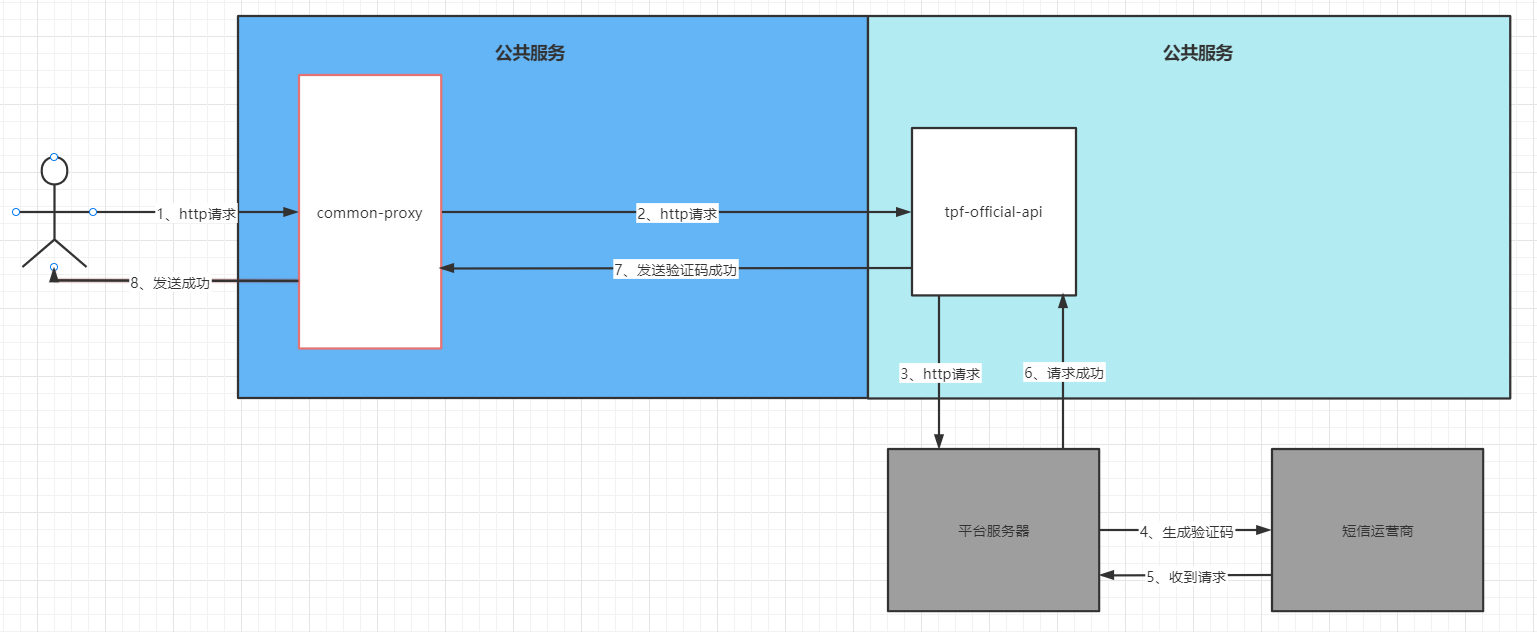 公共服务
公共服务
common-proxy
tpf-official-api
1、http请求
2、http请求
7、发送验证码成功
8、发送成功
3、http请求
6、请求成功
平台服务器
4、生成验证码
5、收到请求
短信运营商